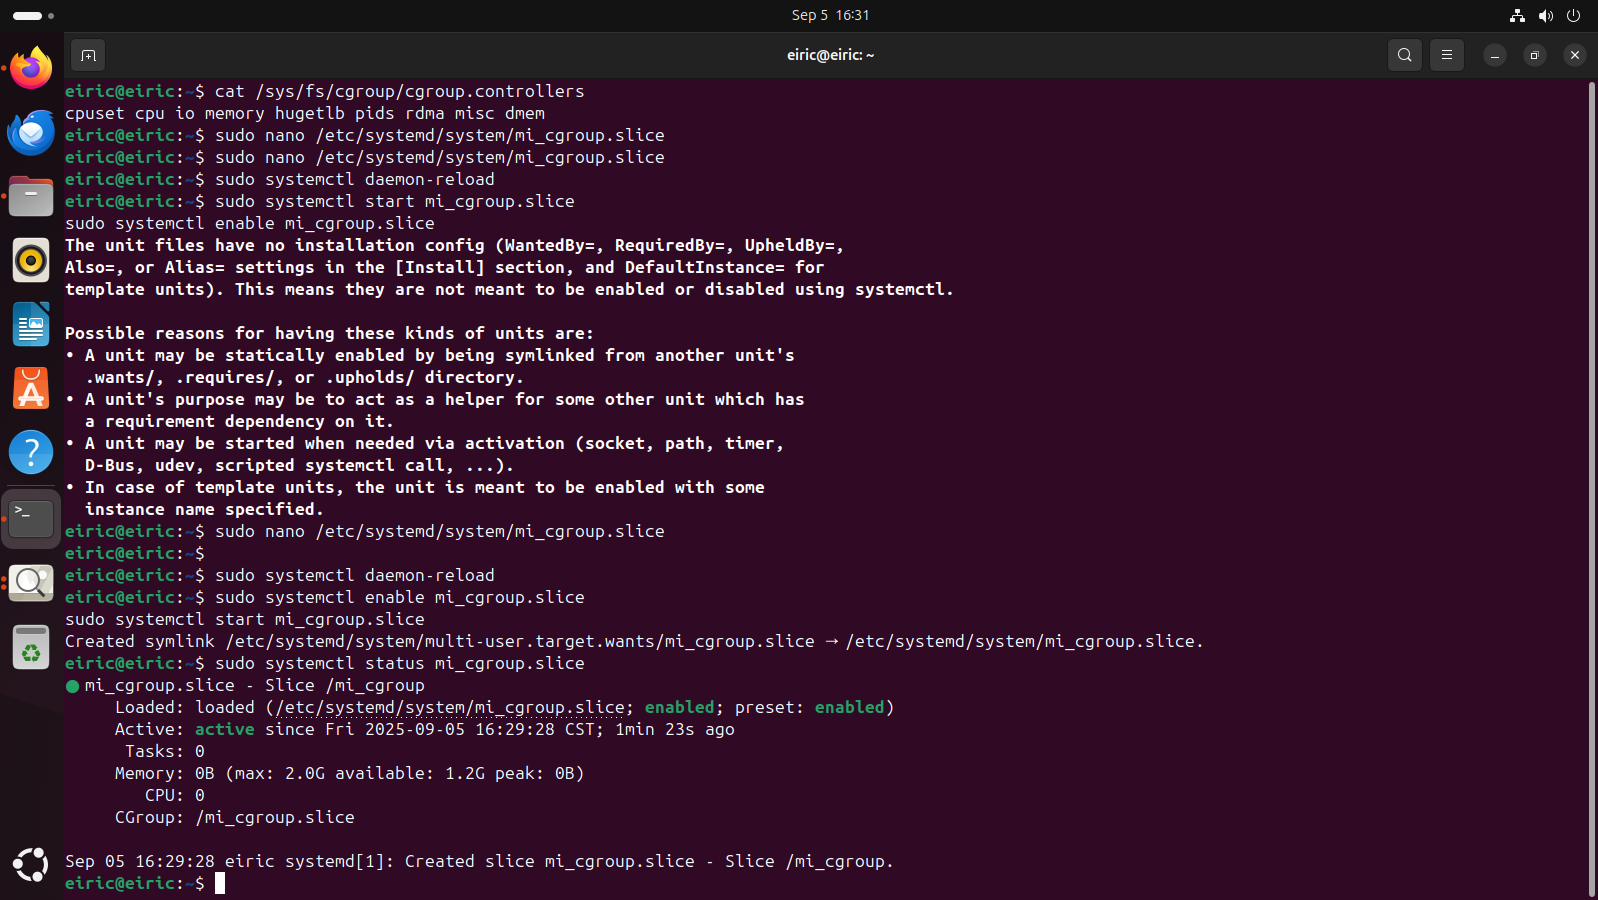 Sep 5 16:31
eiric@eiric: ~
eiric@eiric:~$ cat /sys/fs/cgroup/cgroup.controllers
cpuset cpu io memory hugetlb pids rdma misc dmem
eiric@eiric:~$ sudo nano /etc/systemd/system/mi_cgroup.slice
eiric@eiric:~$ sudo nano /etc/systemd/system/mi_cgroup.slice
eiric@eiric:~$ sudo systemctl daemon-reload
eiric@eiric:~$ sudo systemctl start mi_cgroup.slice
sudo systemctl enable mi_cgroup.slice
The unit files have no installation config (WantedBy=, RequiredBy=, UpheldBy=,
Also=, or Alias= settings in the [Install] section, and DefaultInstance= for
template units). This means they are not meant to be enabled or disabled using systemctl.
Possible reasons for having these kinds of units are:
• A unit may be statically enabled by being symlinked from another unit's
.wants/, .requires/, or .upholds/ directory.
• A unit's purpose may be to act as a helper for some other unit which has
a requirement dependency on it.
• A unit may be started when needed via activation (socket, path, timer,
D-Bus, udev, scripted systemctl call, ...).
• In case of template units, the unit is meant to be enabled with some
instance name specified.
eiric@eiric:~$ sudo nano /etc/systemd/system/mi_cgroup.slice
eiric@eiric:~$
eiric@eiric:~$ sudo systemctl daemon-reload
eiric@eiric:~$ sudo systemctl enable mi_cgroup.slice
sudo systemctl start mi_cgroup.slice
Created symlink /etc/systemd/system/multi-user.target.wants/mi_cgroup.slice → /etc/systemd/system/mi_cgroup.slice.
eiric@eiric:~$ sudo systemctl status mi_cgroup.slice
● mi_cgroup.slice - Slice /mi_cgroup
Loaded: loaded (/etc/systemd/system/mi_cgroup.slice; enabled; preset: enabled)
Active: active since Fri 2025-09-05 16:29:28 CST; 1min 23s ago
Tasks: 0
Memory: 0B (max: 2.0G available: 1.2G peak: 0B)
CPU: 0
CGroup: /mi_cgroup.slice
Sep 05 16:29:28 eiric systemd[1]: Created slice mi_cgroup.slice - Slice /mi_cgroup.
eiric@eiric:~$